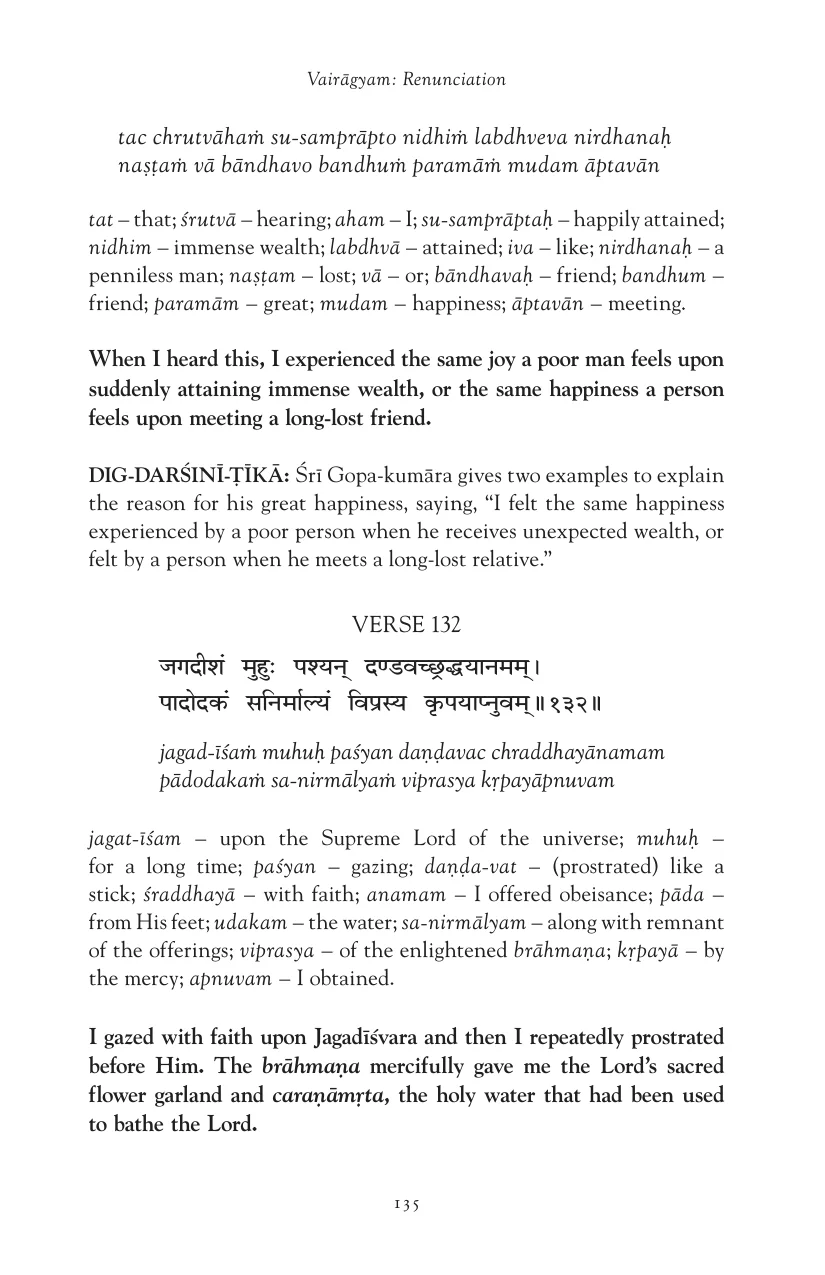 Vairāgyam: Renunciation
tac chrutvāhaṁ su-samprāpto nidhiṁ labdhveva nirdhanaḥ
naṣṭaṁ vā bāndhavo bandhuṁ paramāṁ mudam āptavān
tat – that; śrutvā – hearing; aham – I; su-samprāptaḥ – happily attained;
nidhim – immense wealth; labdhvā – attained; iva – like; nirdhanaḥ – a
penniless man; naṣṭam – lost; vā – or; bāndhavaḥ – friend; bandhum –
friend; paramām – great; mudam – happiness; āptavān – meeting.
When I heard this, I experienced the same joy a poor man feels upon
suddenly attaining immense wealth, or the same happiness a person
feels upon meeting a long-lost friend.
DIG-DARŚINĪ-ṬĪKĀ: Śrī Gopa-kumāra gives two examples to explain
the reason for his great happiness, saying, “I felt the same happiness
experienced by a poor person when he receives unexpected wealth, or
felt by a person when he meets a long-lost relative.”
VERSE 132
जगदीशं मुहुः पश्यन् दण्डवच्छ्रद्धयानमम्।
पादोदकं सनिर्माल्यं विप्रस्य कृपयाप्नुवम्॥१३२॥
jagad-īśaṁ muhuḥ paśyan daṇḍavac chraddhayānamam
pādodakaṁ sa-nirmālyaṁ viprasya kṛpayāpnuvam
jagat-īśam – upon the Supreme Lord of the universe; muhuḥ –
for a long time; paśyan – gazing; daṇḍa-vat – (prostrated) like a
stick; śraddhayā – with faith; anamam – I offered obeisance; pāda –
from His feet; udakam – the water; sa-nirmālyam – along with remnant
of the offerings; viprasya – of the enlightened brāhmaṇa; kṛpayā – by
the mercy; apnuvam – I obtained.
I gazed with faith upon Jagadīśvara and then I repeatedly prostrated
before Him. The brāhmaṇa mercifully gave me the Lord’s sacred
flower garland and caraṇāmṛta, the holy water that had been used
to bathe the Lord.
135